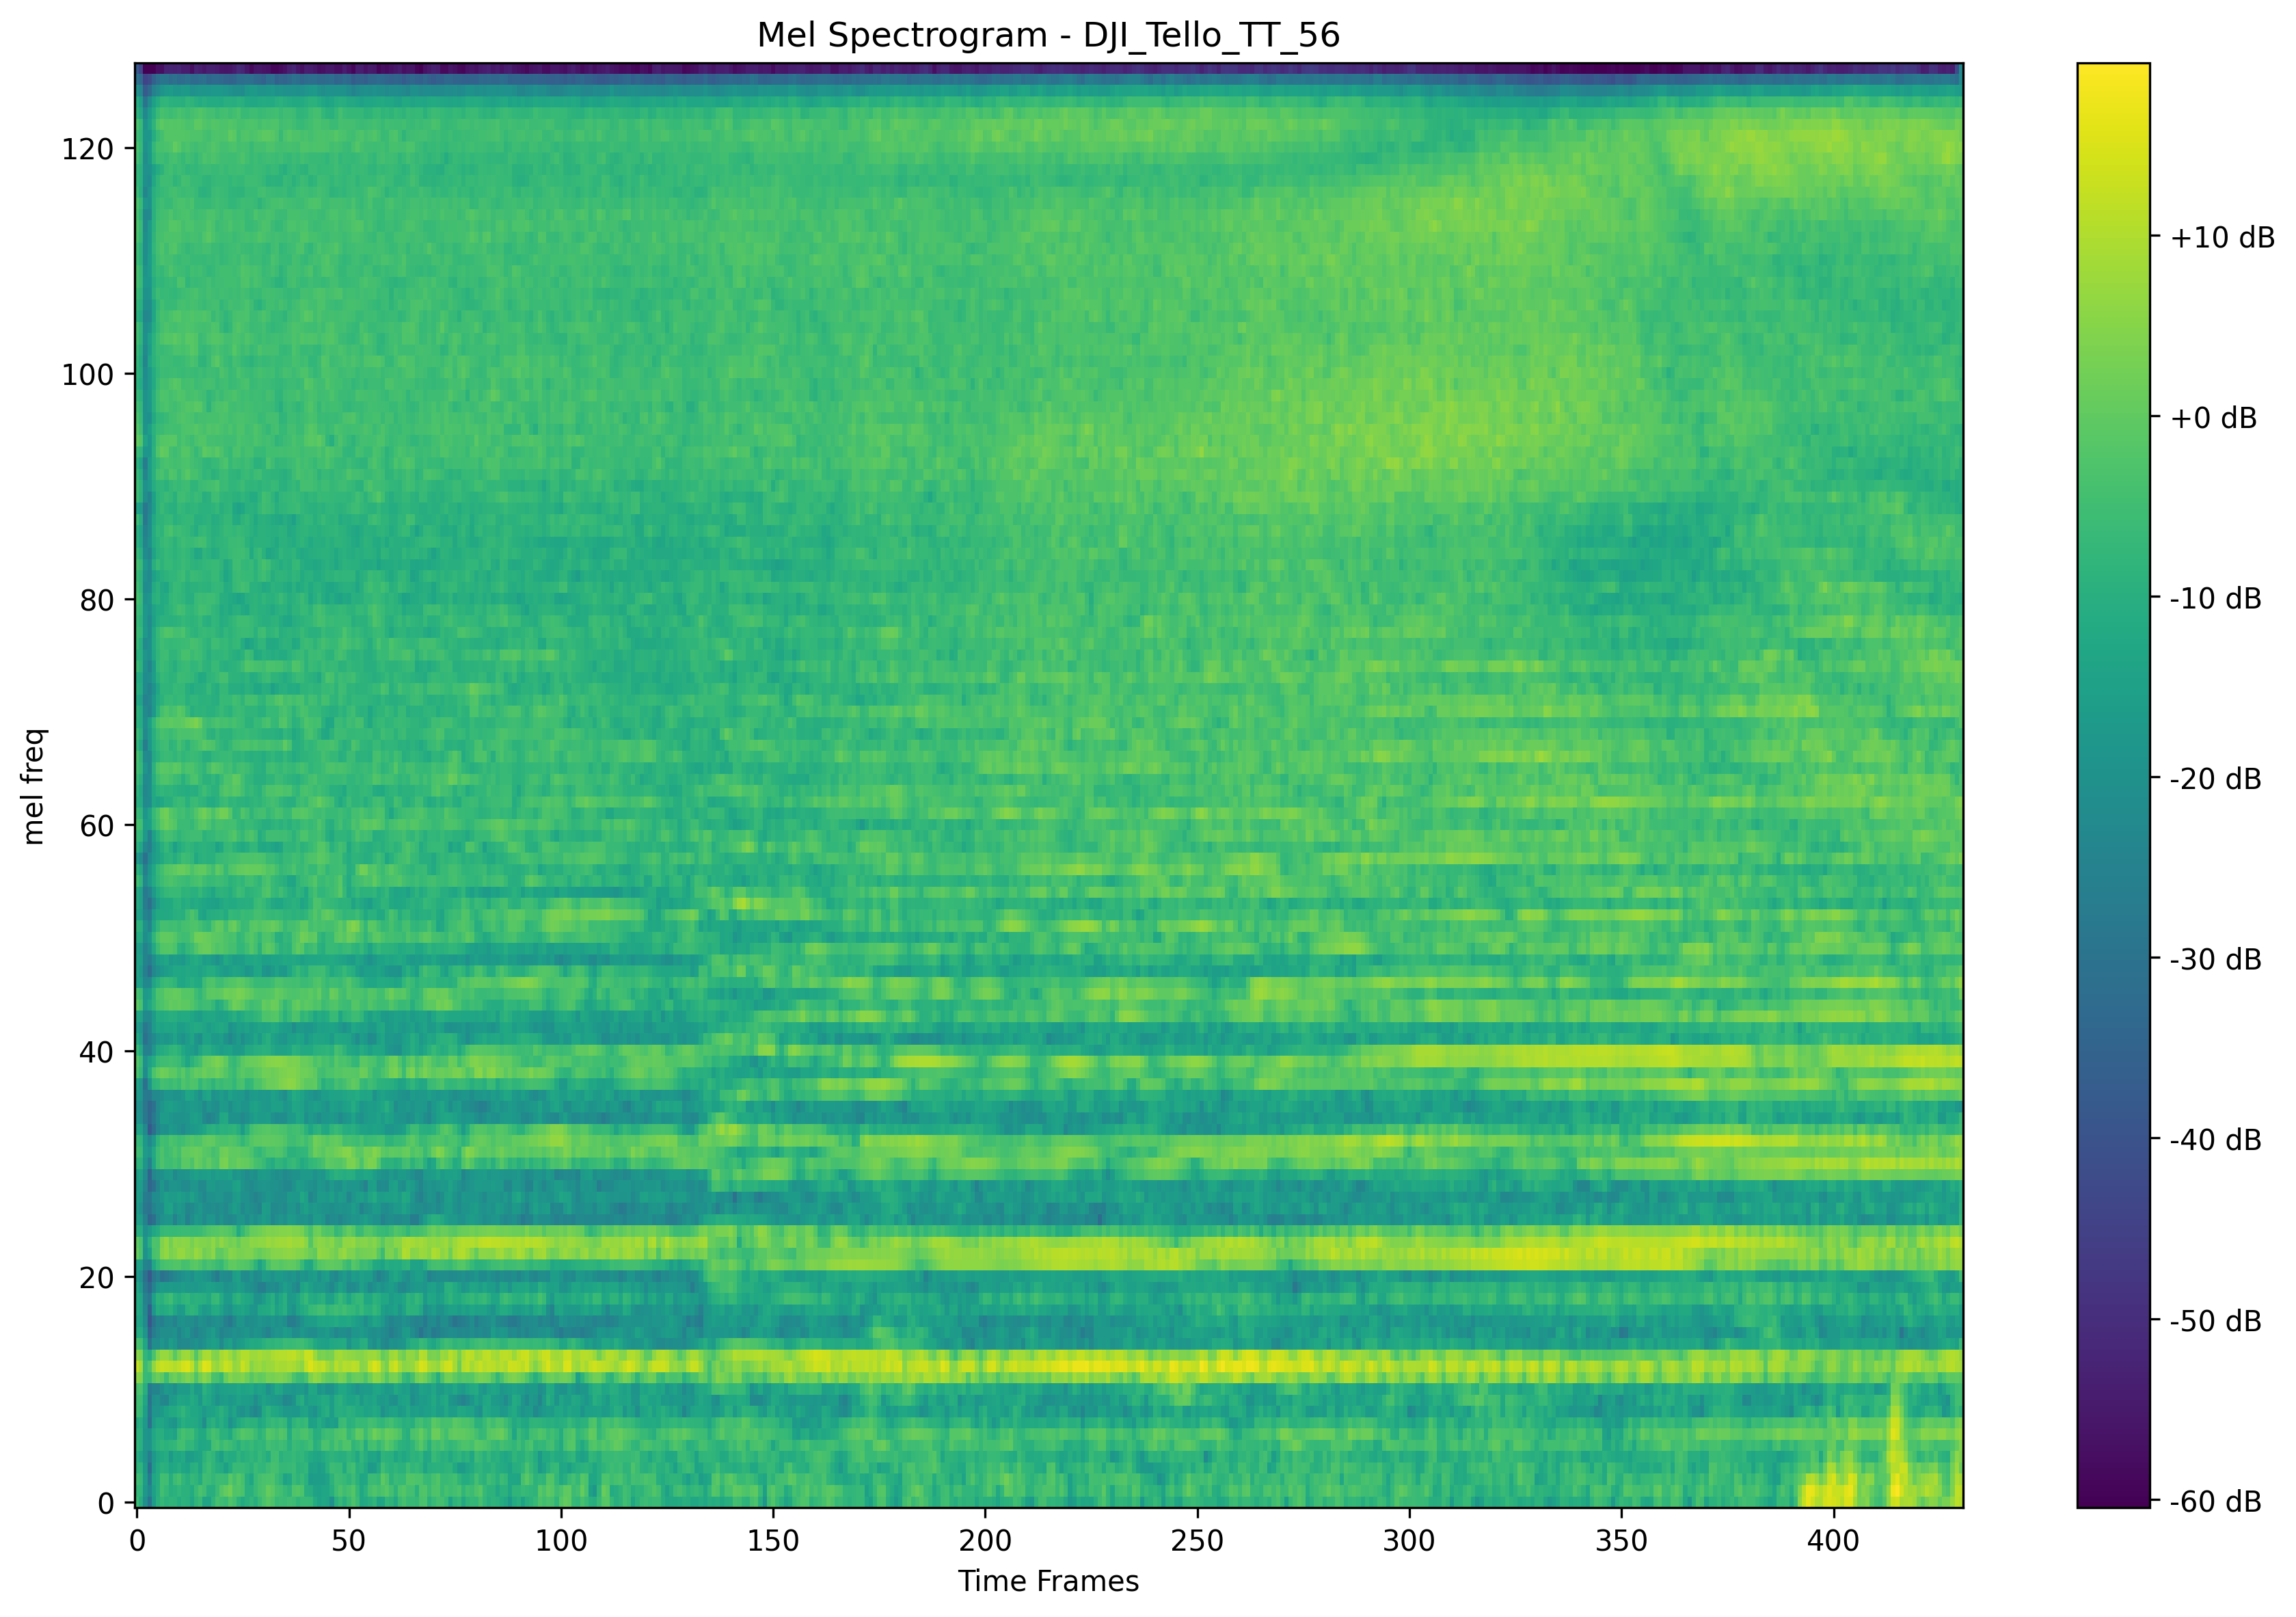 Mel Spectrogram - DJI_Tello_TT_56
mel freq
120
100
80
60
40
20
0
0 50 100 150 200 250 300 350 400
Time Frames
+10 dB
+0 dB
-10 dB
-20 dB
-30 dB
-40 dB
-50 dB
-60 dB